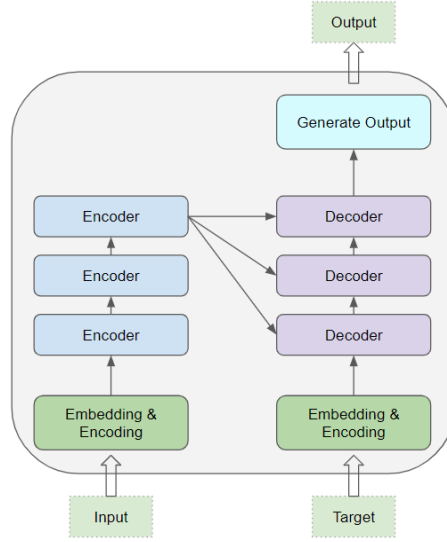 Output
Generate Output
Encoder
Decoder
Encoder
Decoder
Encoder
Decoder
Embedding &
Encoding
Embedding &
Encoding
Input
Target